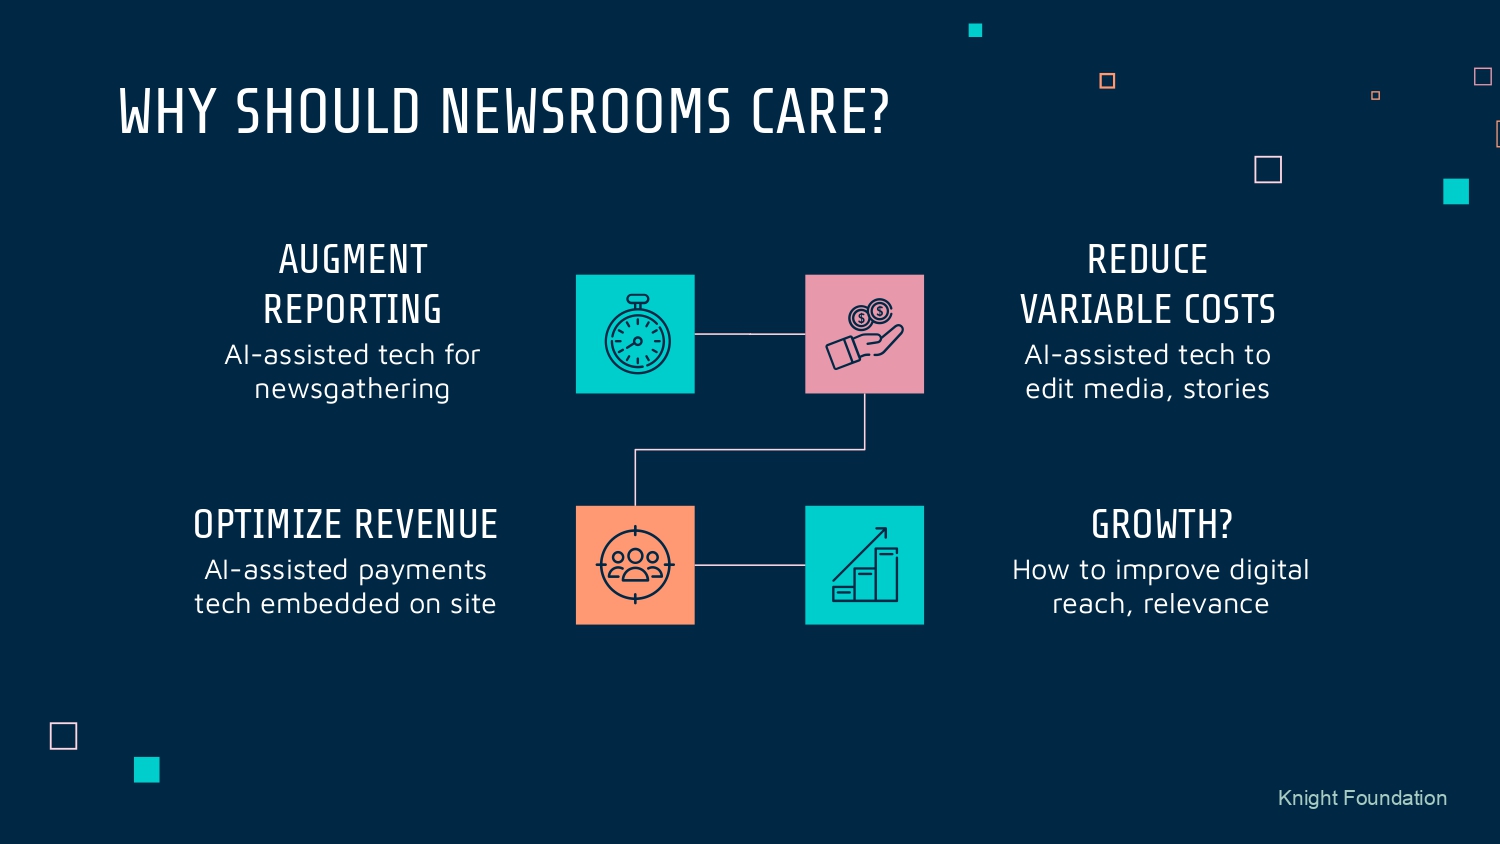 WHY SHOULD NEWSROOMS CARE?
AUGMENT
REPORTING
AI-assisted tech for
newsgathering
$ $
REDUCE
VARIABLE COSTS
AI-assisted tech to
edit media, stories
OPTIMIZE REVENUE
AI-assisted payments
tech embedded on site
GROWTH?
How to improve digital
reach, relevance
Knight Foundation